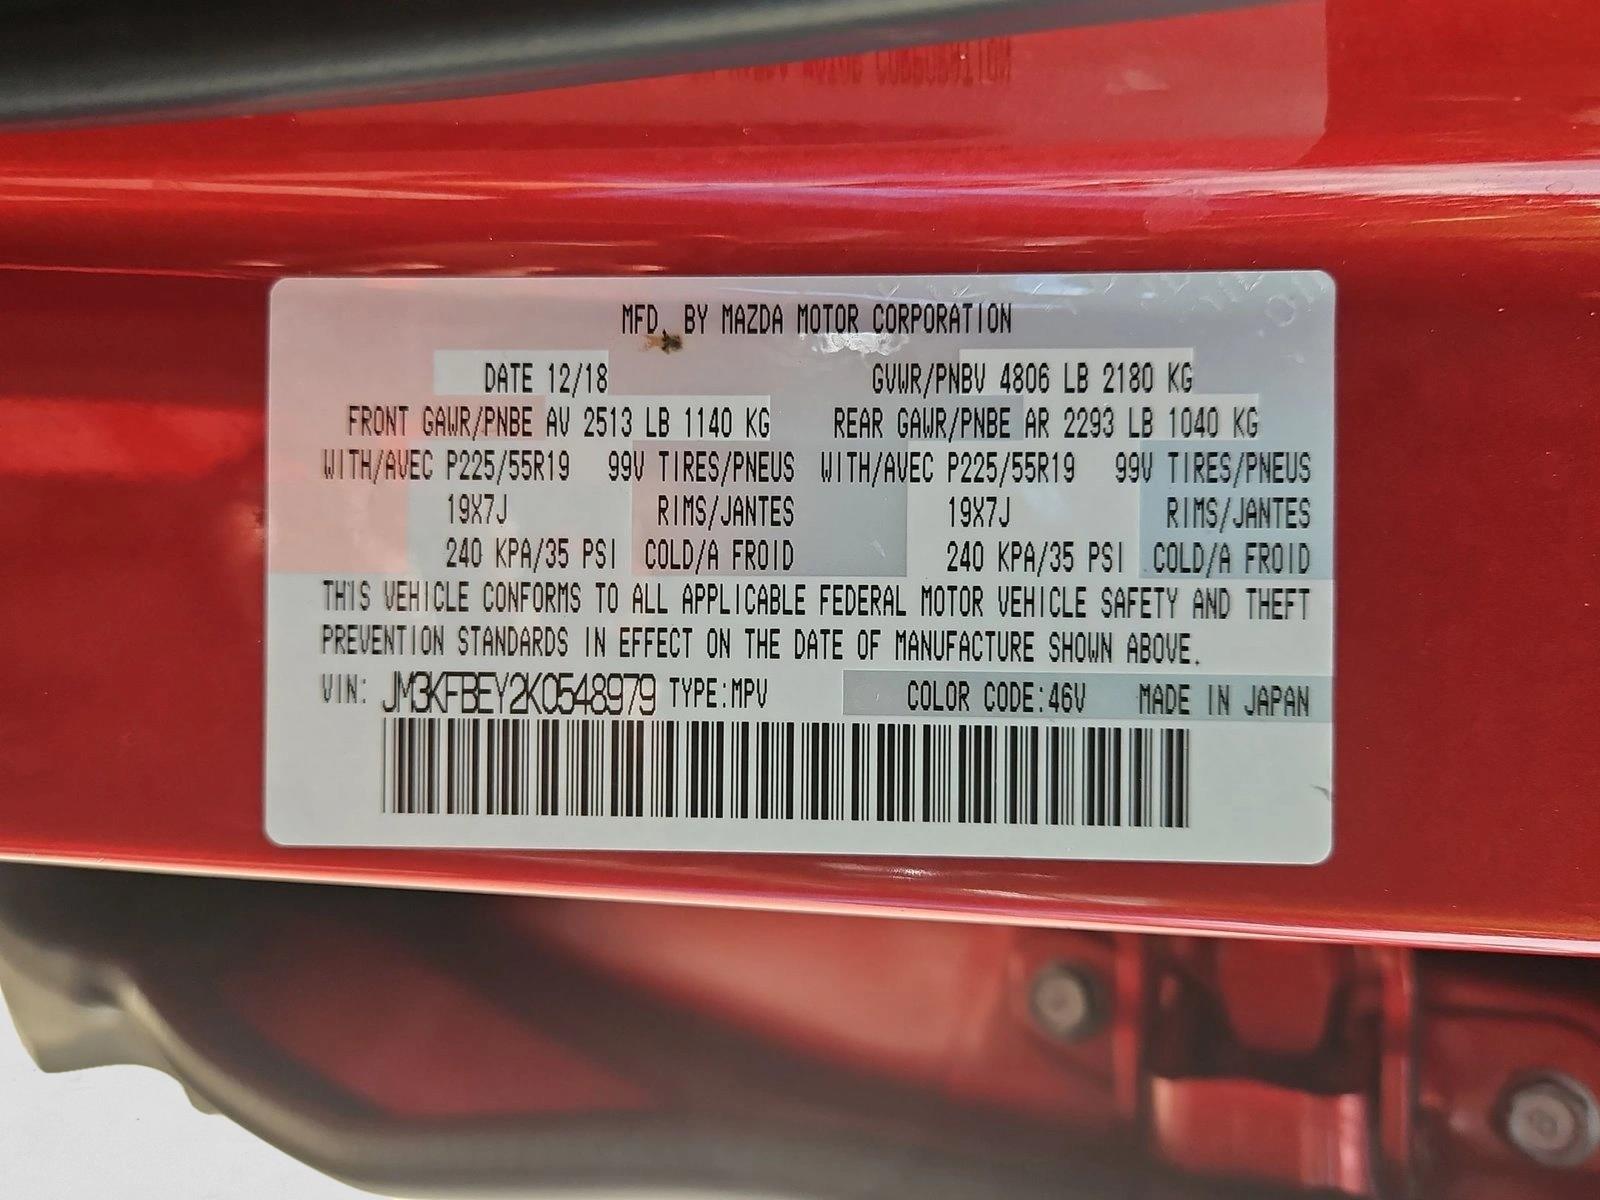 MFD. BY MAZDA MOTOR CORPORATION
DATE 12/18 GVWR/PNBV 4806 LB 2180 KG
FRONT GAWR/PNBE AV 2513 LB 1140 KG REAR GAWR/PNBE AR 2293 LB 1040 KG
WITH/AVEC P225/55R19 99V TIRES/PNEUS WITH/AVEC P225/55R19 99V TIRES/PNEUS
19X7J RIMS/JANTES 19X7J RIMS/JANTES
240 KPA/35 PSI COLD/A FROID 240 KPA/35 PSI COLD/A FROID
THIS VEHICLE CONFORMS TO ALL APPLICABLE FEDERAL MOTOR VEHICLE SAFETY AND THEFT
PREVENTION STANDARDS IN EFFECT ON THE DATE OF MANUFACTURE SHOWN ABOVE.
VIN: JM3KFBEY2K0548979 TYPE:MPV COLOR CODE:46V MADE IN JAPAN